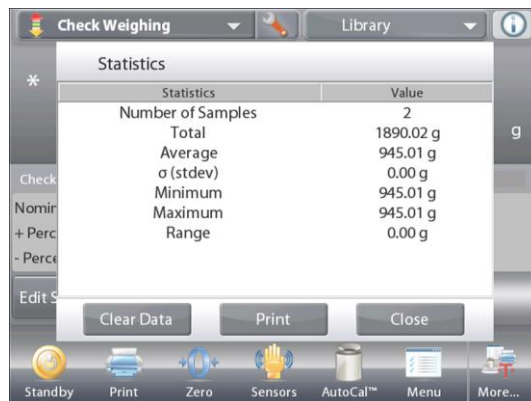 Check Weighing
Library
Statistics
*
g
Statistics Value
Number of Samples 2
Total 1890.02 g
Average 945.01 g
σ (stdev) 0.00 g
Minimum 945.01 g
Maximum 945.01 g
Range 0.00 g
Check
Nomin
+ Perc
- Perce
Edit S
Clear Data Print Close
Standby Print Zero Sensors AutoCal™ Menu More...